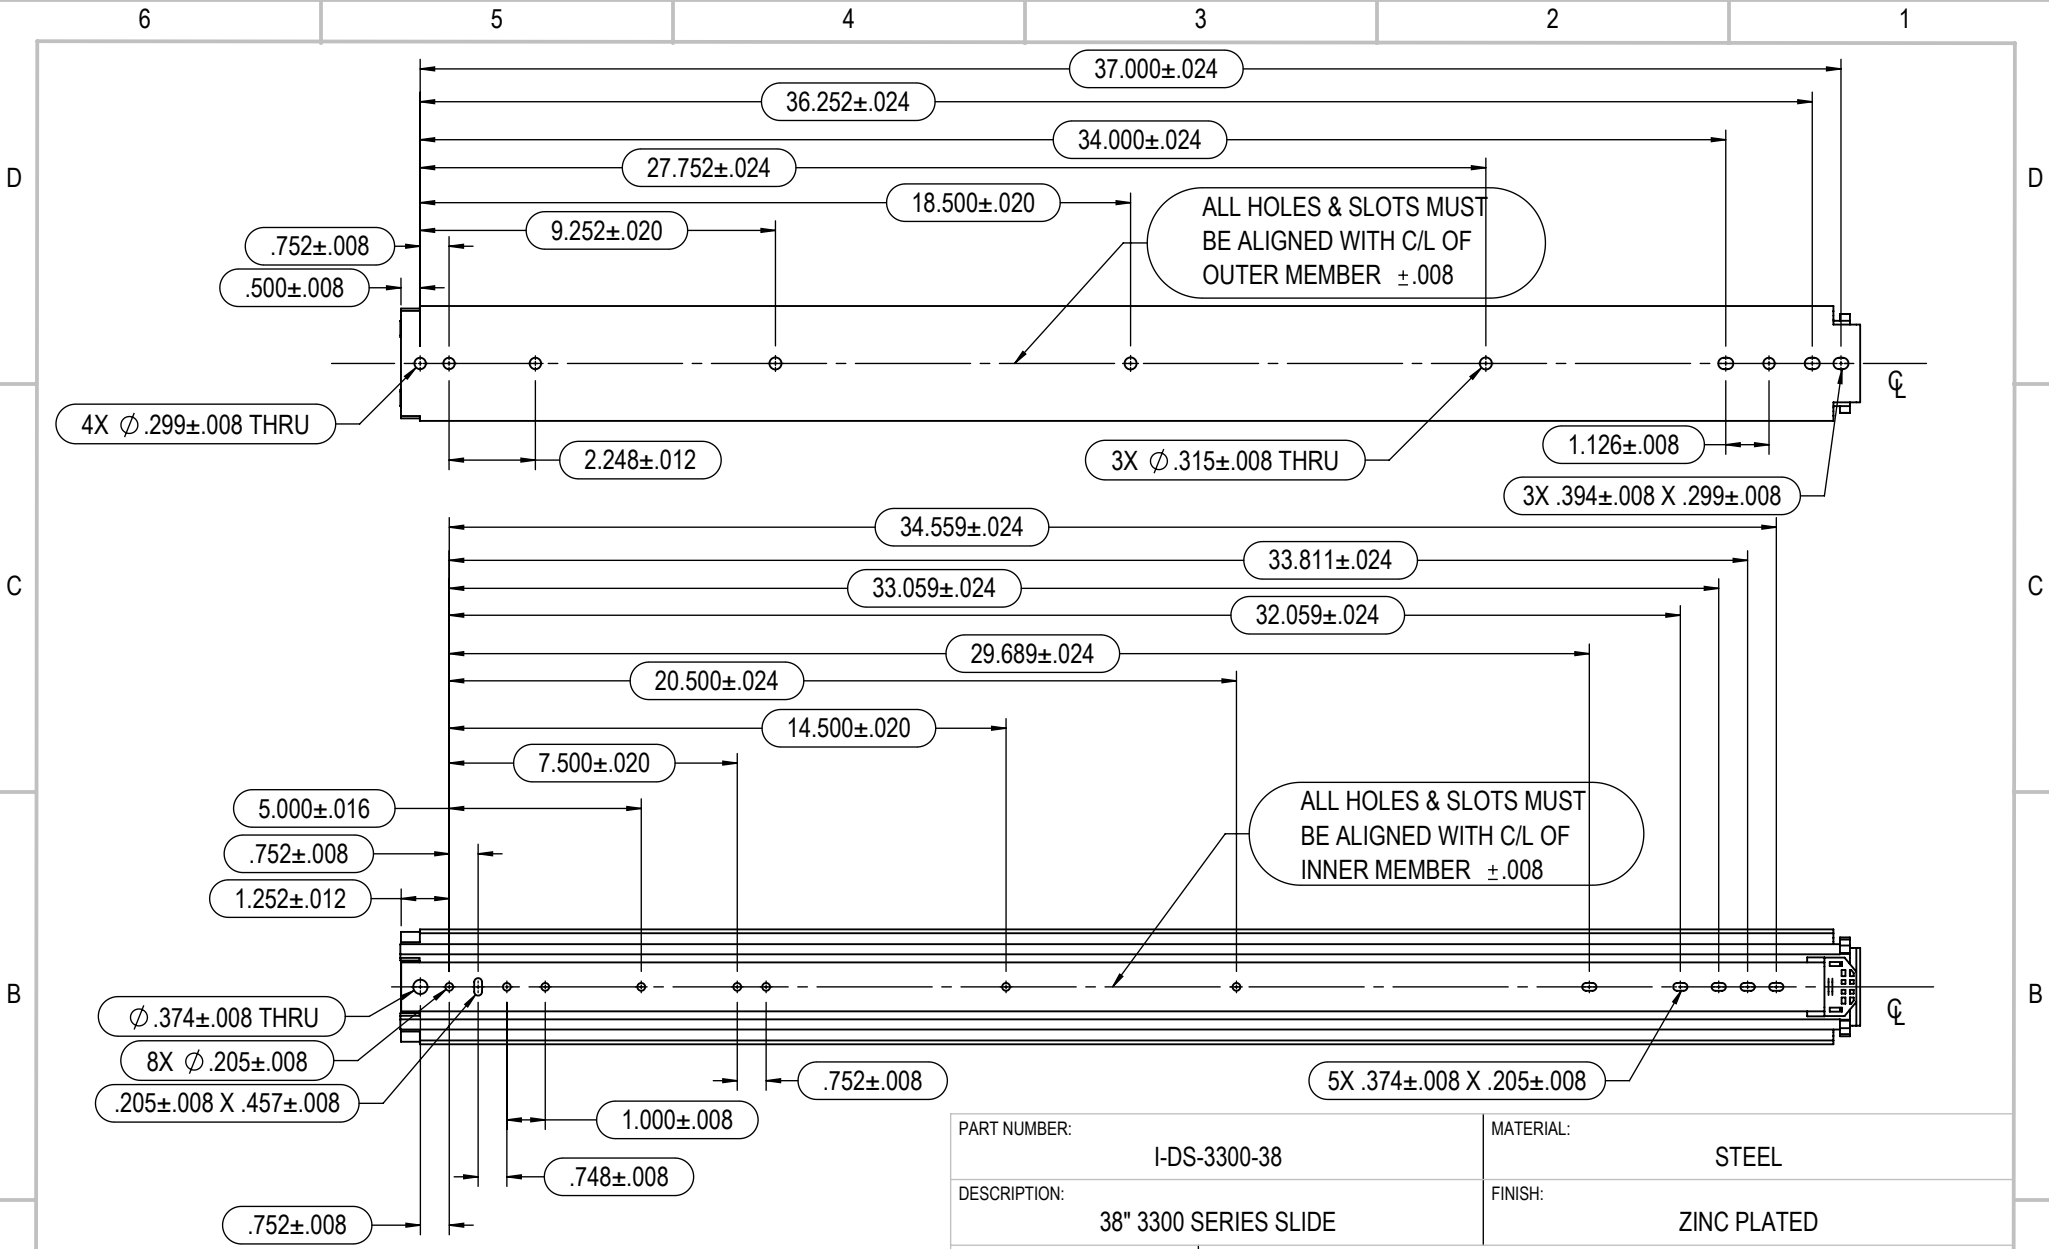 6 5 4 3 2 1
37.000±.024
36.252±.024
34.000±.024
27.752±.024
D D
18.500±.020
ALL HOLES & SLOTS MUST
BE ALIGNED WITH C/L OF
OUTER MEMBER ±.008
9.252±.020
.752±.008
.500±.008
℄
4X ∅.299±.008 THRU
2.248±.012
3X ∅.315±.008 THRU
1.126±.008
3X .394±.008 X .299±.008
34.559±.024
33.811±.024
C C
33.059±.024
32.059±.024
29.689±.024
20.500±.024
14.500±.020
7.500±.020
5.000±.016
ALL HOLES & SLOTS MUST
BE ALIGNED WITH C/L OF
INNER MEMBER ±.008
.752±.008
1.252±.012
B B
℄
∅.374±.008 THRU
8X ∅.205±.008
.205±.008 X .457±.008
.752±.008
5X .374±.008 X .205±.008
1.000±.008
.748±.008
.752±.008
PART NUMBER:
I-DS-3300-38
MATERIAL:
STEEL
DESCRIPTION:
38" 3300 SERIES SLIDE
FINISH:
ZINC PLATED